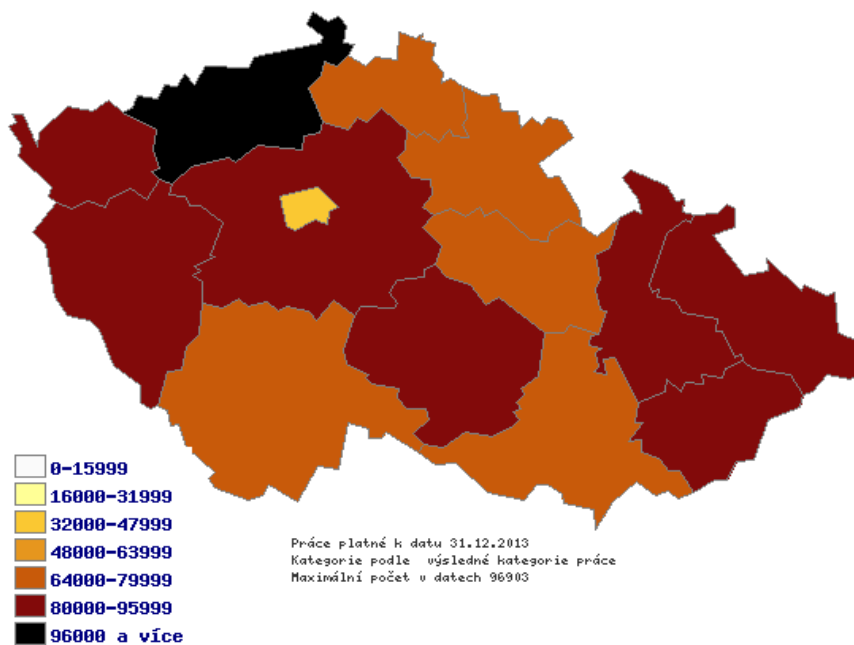 0-15999
16000-31999
32000-47999
48000-63999
64000-79999
80000-95999
96000 a více
Práce platné k datu 31.12.2013
Kategorie podle  výsledné kategorie práce
Maximální počet v datech 96903